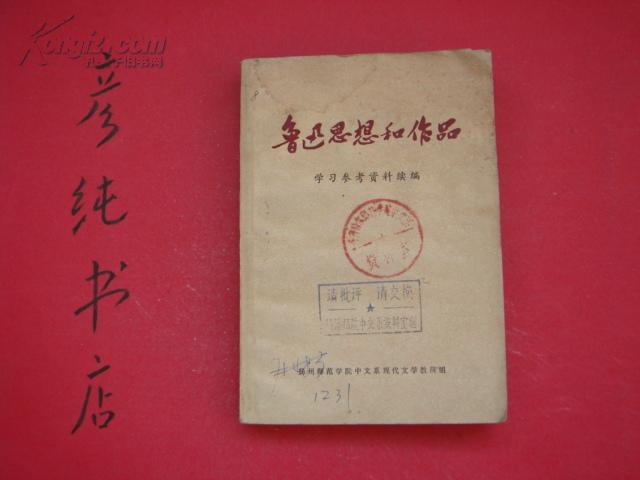 Kongfz.com
孔夫子旧书网
彦纯书店
鲁迅思想和作品
学习参考资料续编
请批评 请交换
扬州师范学院中文系现代文学教研组
1231